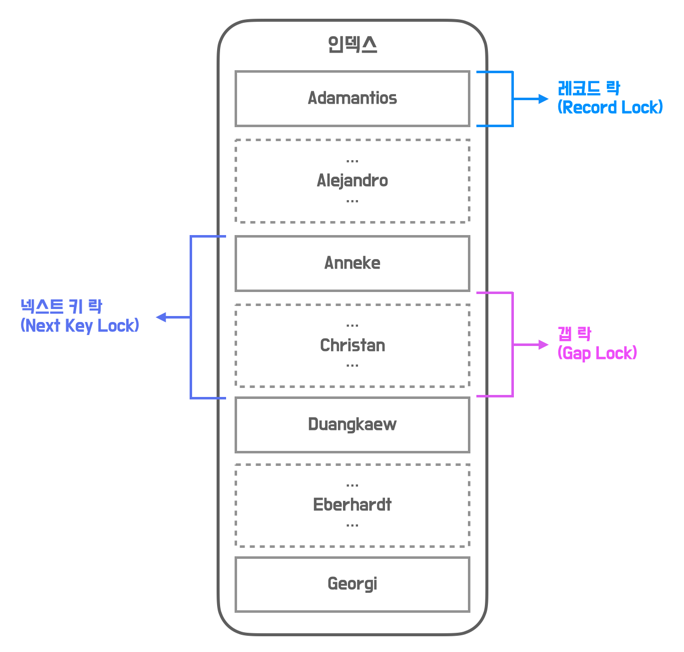 인덱스
Adamantios
레코드 락
(Record Lock)
...
Alejandro
...
Anneke
넥스트 키 락
(Next Key Lock)
...
Christan
...
갭 락
(Gap Lock)
Duangkaew
...
Eberhardt
...
Georgi